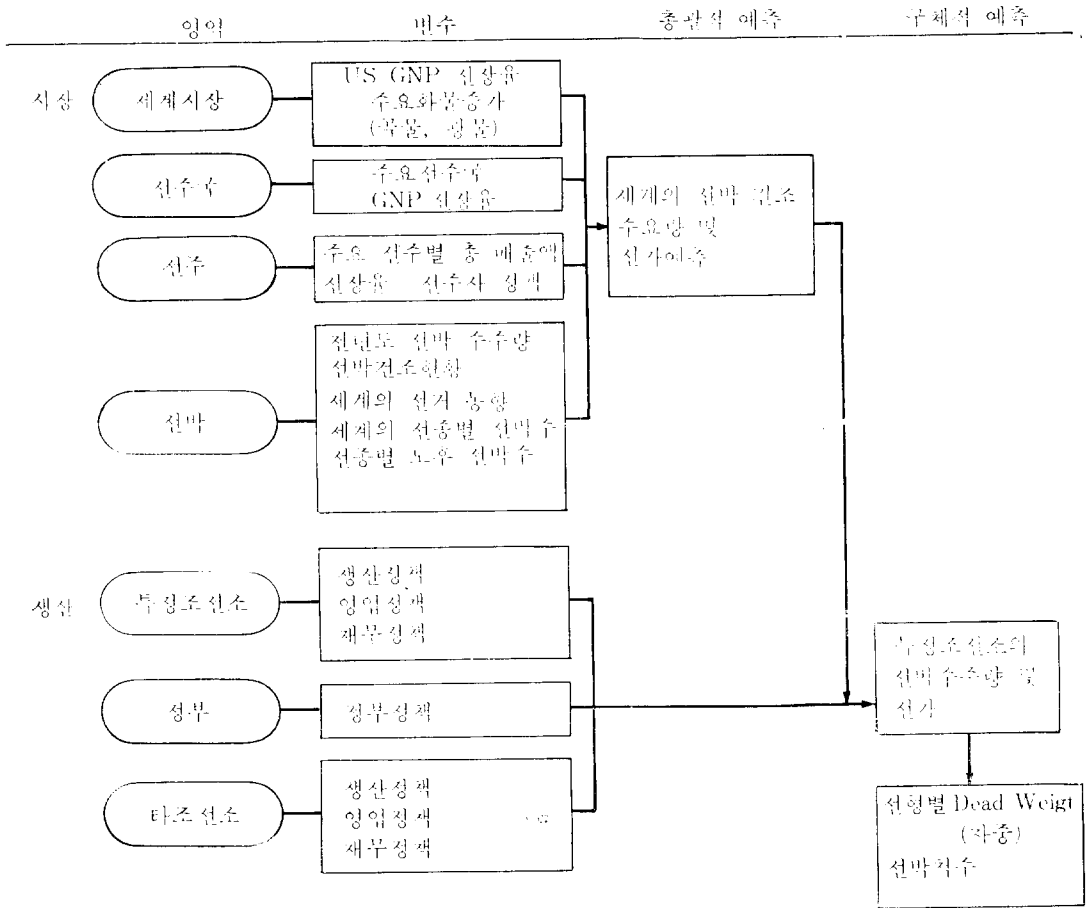 영역 변수 총괄적 예측 구체적 예측
시장
세계시장
US GNP 신장율
주요화물증가
(곡물, 광물)
선주국
주요선주국
GNP 신장율
선주
주요 선주별 총 매출액
신장율 선주사 정책
선박
전년도 선박 수주량
선박건조현황
세계의 선가 동향
세계의 선종별 선박수
선종별 노후 선박수
세계의 선박 건조
수요량 및
선가예측
생산
특정조선소
생산정책
영업정책
재무정책
정부
정부정책
타조선소
생산정책
영업정책
재무정책
특정조선소의
선박수주량 및
선가
선형별 Dead Weigt
선박척수